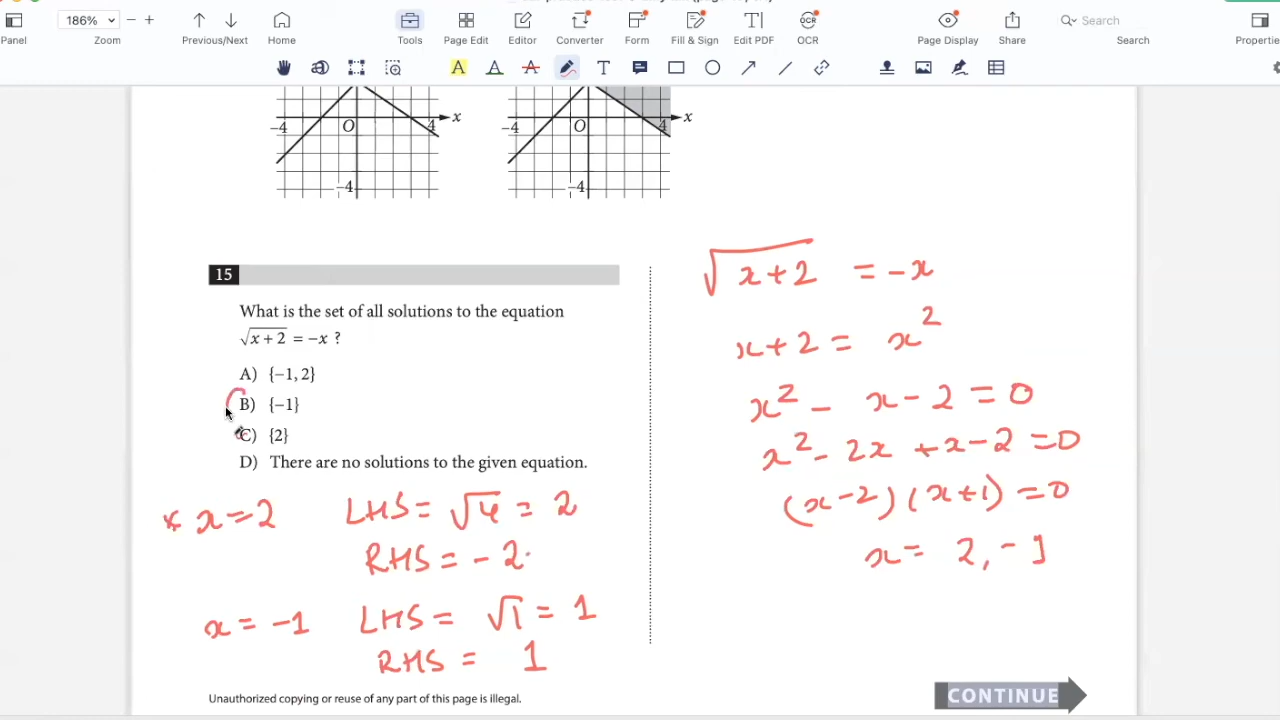 186%
Panel Zoom Previous/Next Home Tools Page Edit Editor Converter Form Fill & Sign Edit PDF OCR Page Display Share Search Search
-4 O 4 x -4
-4 O 4 x -4
15
What is the set of all solutions to the equation
√x + 2 = −x ?
A) {−1, 2}
B) {−1}
C) {2}
D) There are no solutions to the given equation.
* x = 2 LHS = √4 = 2
RHS = - 2
x = -1 LHS = √1 = 1
RHS = 1
√x+2 = -x
x+2 = x²
x² - x - 2 = 0
x² - 2x + x - 2 = 0
(x-2)(x+1) = 0
x = 2, -1
Unauthorized copying or reuse of any part of this page is illegal.
CONTINUE